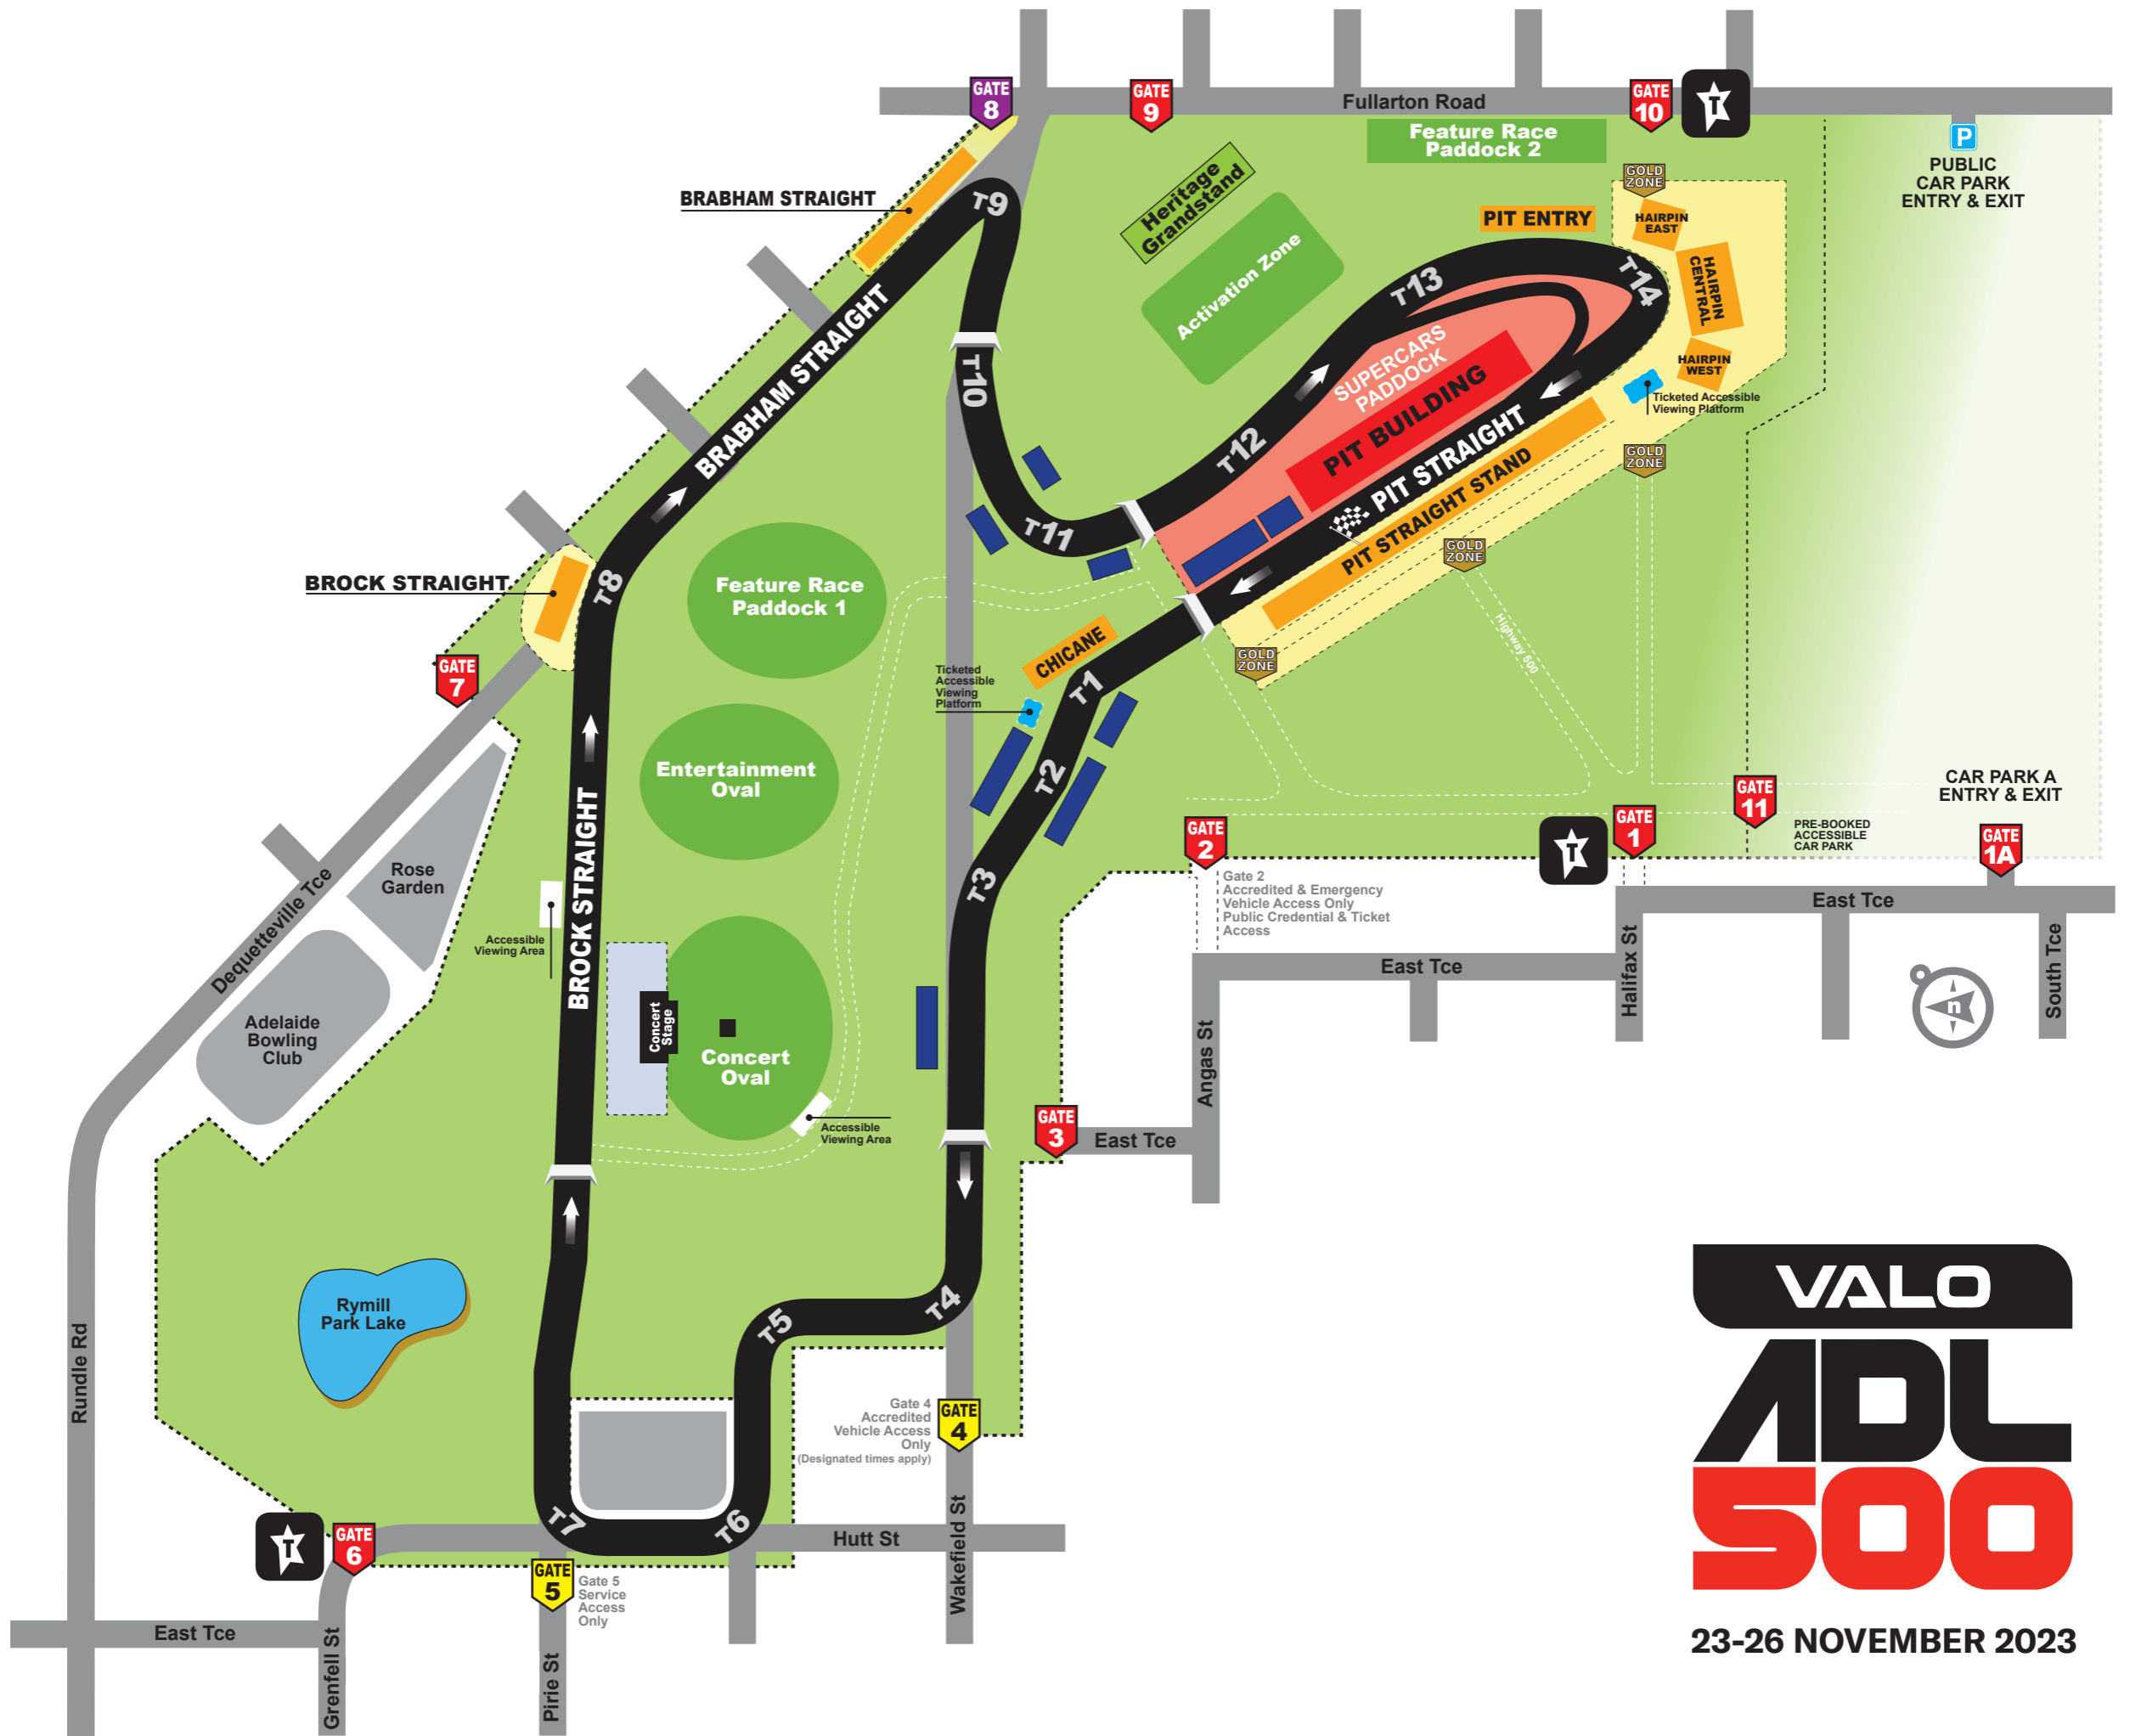 GATE
8
GATE
9
Fullarton Road
GATE
10
T
Feature Race
Paddock 2
P
PUBLIC
CAR PARK
ENTRY & EXIT
GOLD
ZONE
BRABHAM STRAIGHT
T9
Heritage
Grandstand
PIT ENTRY
HAIRPIN
EAST
HAIRPIN
CENTRAL
HAIRPIN
WEST
Activation Zone
T13
T14
BRABHAM STRAIGHT
T10
SUPERCARS
PADDOCK
PIT BUILDING
Ticketed Accessible
Viewing Platform
T12
PIT STRAIGHT
PIT STRAIGHT STAND
GOLD
ZONE
T11
GOLD
ZONE
BROCK STRAIGHT
T8
Feature Race
Paddock 1
Highway 500
CHICANE
GOLD
ZONE
GATE
7
Ticketed
Accessible
Viewing
Platform
T1
Entertainment
Oval
T2
CAR PARK A
ENTRY & EXIT
GATE
11
GATE
1
PRE-BOOKED
ACCESSIBLE
CAR PARK
GATE
2
T
GATE
1A
Rose
Garden
BROCK STRAIGHT
T3
Gate 2
Accredited & Emergency
Vehicle Access Only
Public Credential & Ticket
Access
East Tce
Dequetteville Tce
Accessible
Viewing Area
East Tce
Halifax St
South Tce
n
Adelaide
Bowling
Club
Concert
Stage
Concert
Oval
Angas St
Accessible
Viewing Area
GATE
3
East Tce
Rymill
Park Lake
T4
T5
VALO
ADL
500
23-26 NOVEMBER 2023
Rundle Rd
Gate 4
Accredited
Vehicle Access
Only
(Designated times apply)
GATE
4
T7
T6
Hutt St
Wakefield St
T
GATE
6
GATE
5
Gate 5
Service
Access
Only
East Tce
Grenfell St
Pirie St